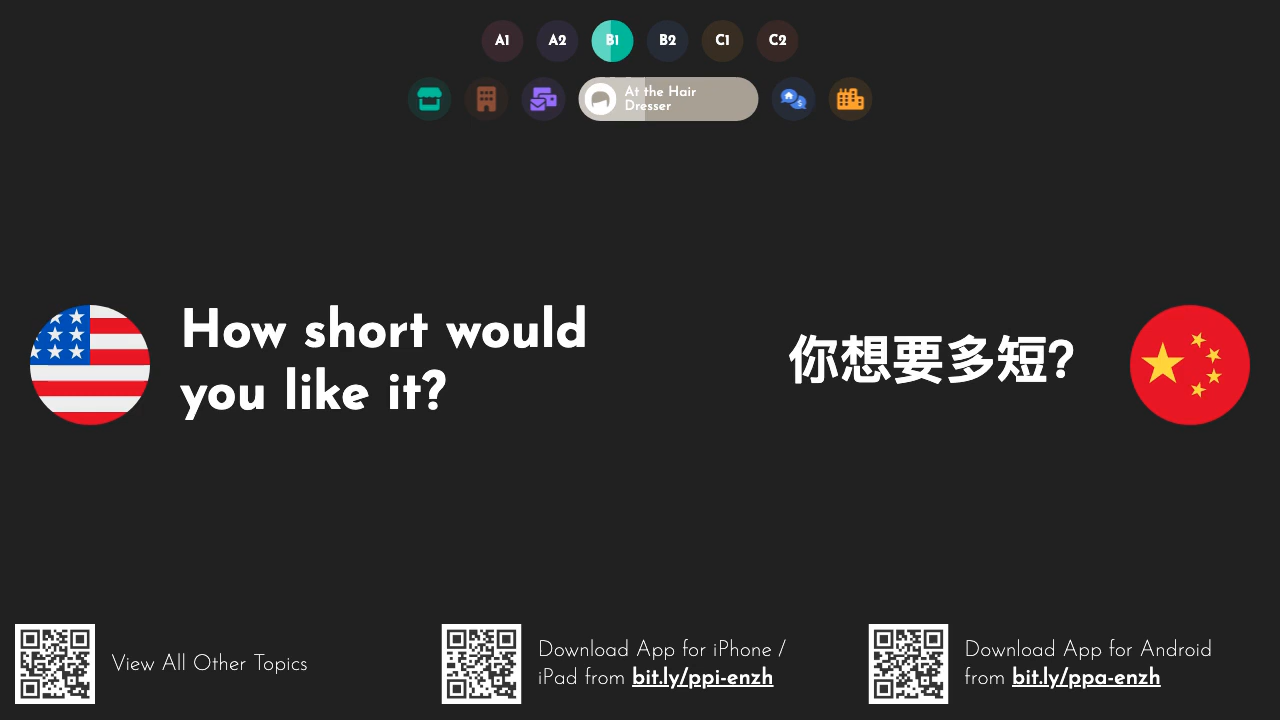 A1 A2 B1 B2 C1 C2
At the Hair
Dresser
How short would
you like it?
你想要多短?
View All Other Topics
Download App for iPhone /
iPad from bit.ly/ppi-enzh
Download App for Android
from bit.ly/ppa-enzh